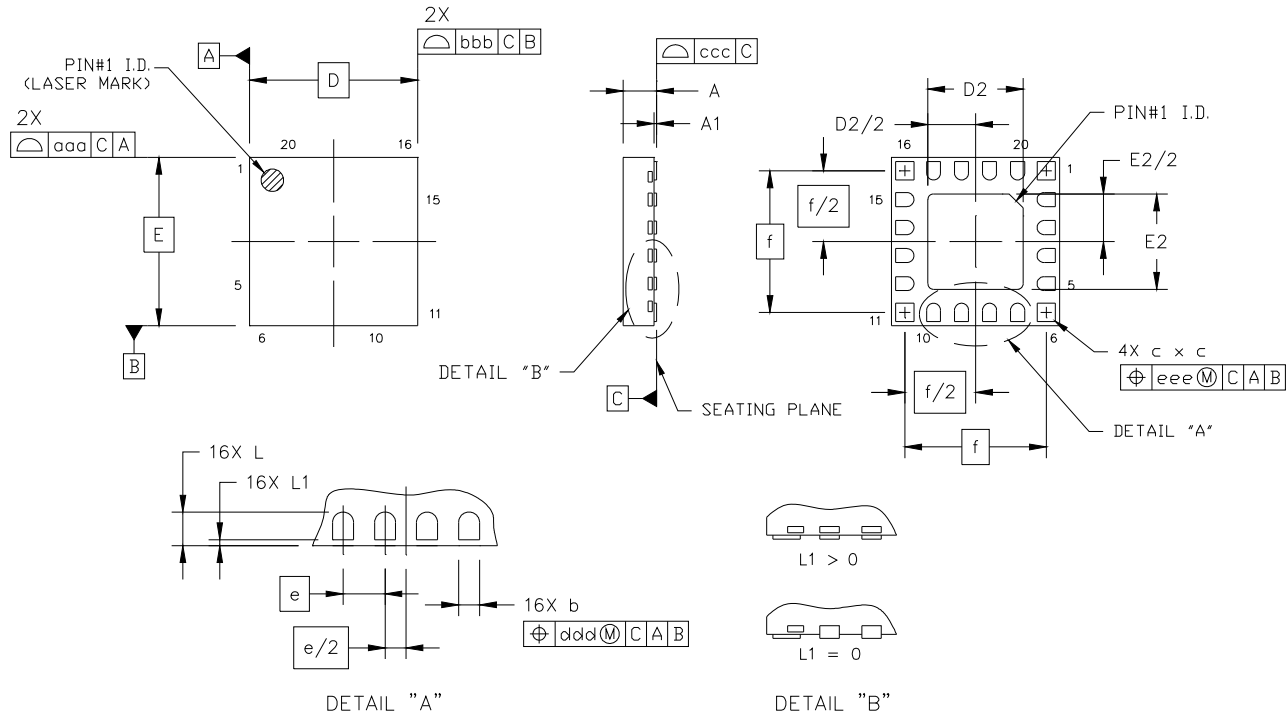 2X
bbb C B
A
D
PIN#1 I.D.
(LASER MARK)
2X
aaa C A
1
20
16
15
E
5
11
6
10
B
ccc C
A
A1
DETAIL "B"
C
SEATING PLANE
D2
D2/2
PIN#1 I.D.
16
20
1
E2/2
15
f/2
f
E2
5
11
10
6
4X c x c
⌖ eee Ⓜ C A B
f/2
f
DETAIL "A"
16X L
16X L1
e
e/2
16X b
⌖ ddd Ⓜ C A B
DETAIL "A"
L1 > 0
L1 = 0
DETAIL "B"